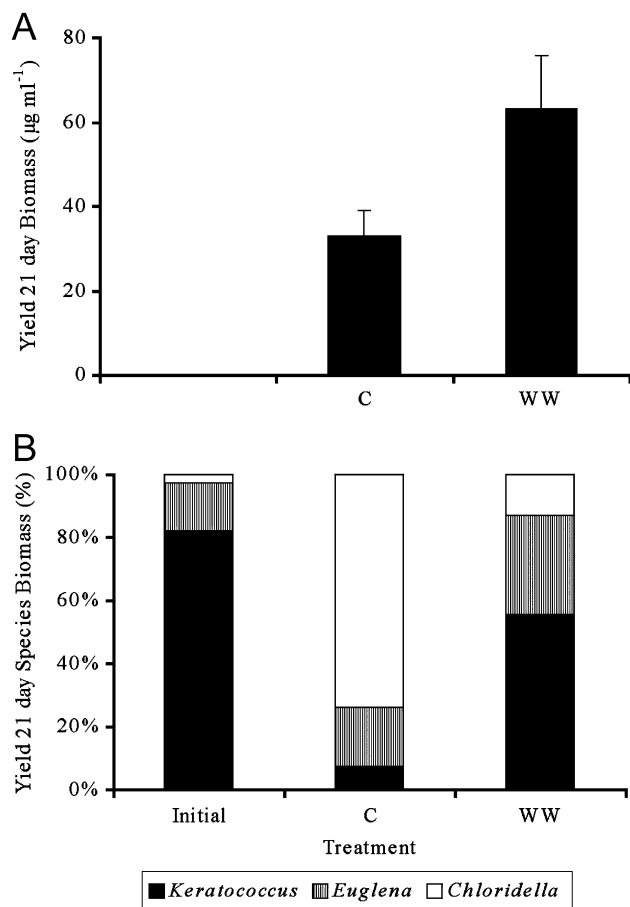 A
Yield 21 day Biomass (µg ml⁻¹)
80
60
40
20
0
C
WW
B
Yield 21 day Species Biomass (%)
100%
80%
60%
40%
20%
0%
Initial
C
WW
Treatment
Keratococcus
Euglena
Chloridella